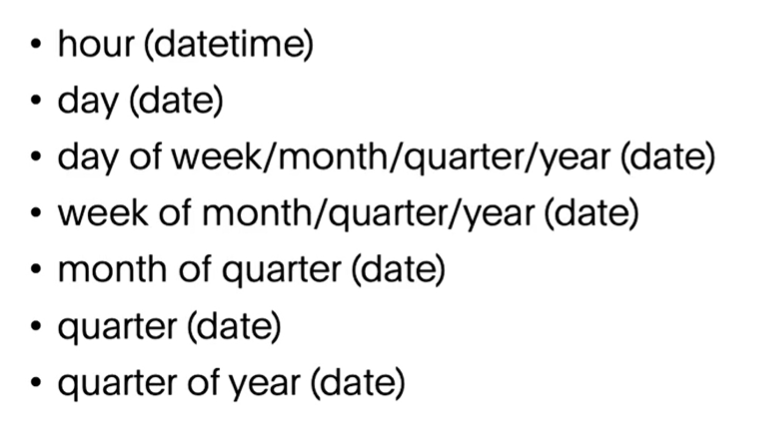 • hour (datetime)
• day (date)
• day of week/month/quarter/year (date)
• week of month/quarter/year (date)
• month of quarter (date)
• quarter (date)
• quarter of year (date)